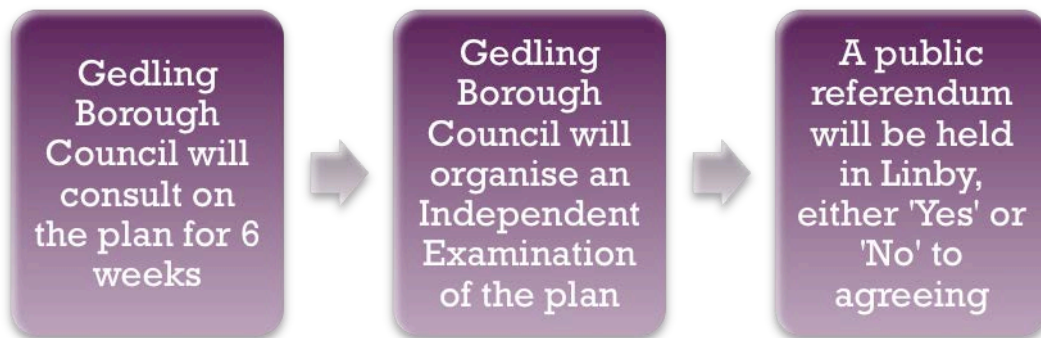 Gedling
Borough
Council will
consult on
the plan for 6
weeks
Gedling
Borough
Council will
organise an
Independent
Examination
of the plan
A public
referendum
will be held
in Linby,
either 'Yes' or
'No' to
agreeing